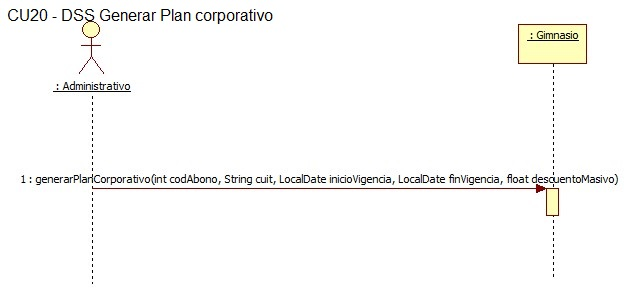 CU20 - DSS Generar Plan corporativo
: Gimnasio
: Administrativo
1 : generarPlanCorporativo(int codAbono, String cuit, LocalDate inicioVigencia, LocalDate finVigencia, float descuentoMasivo)